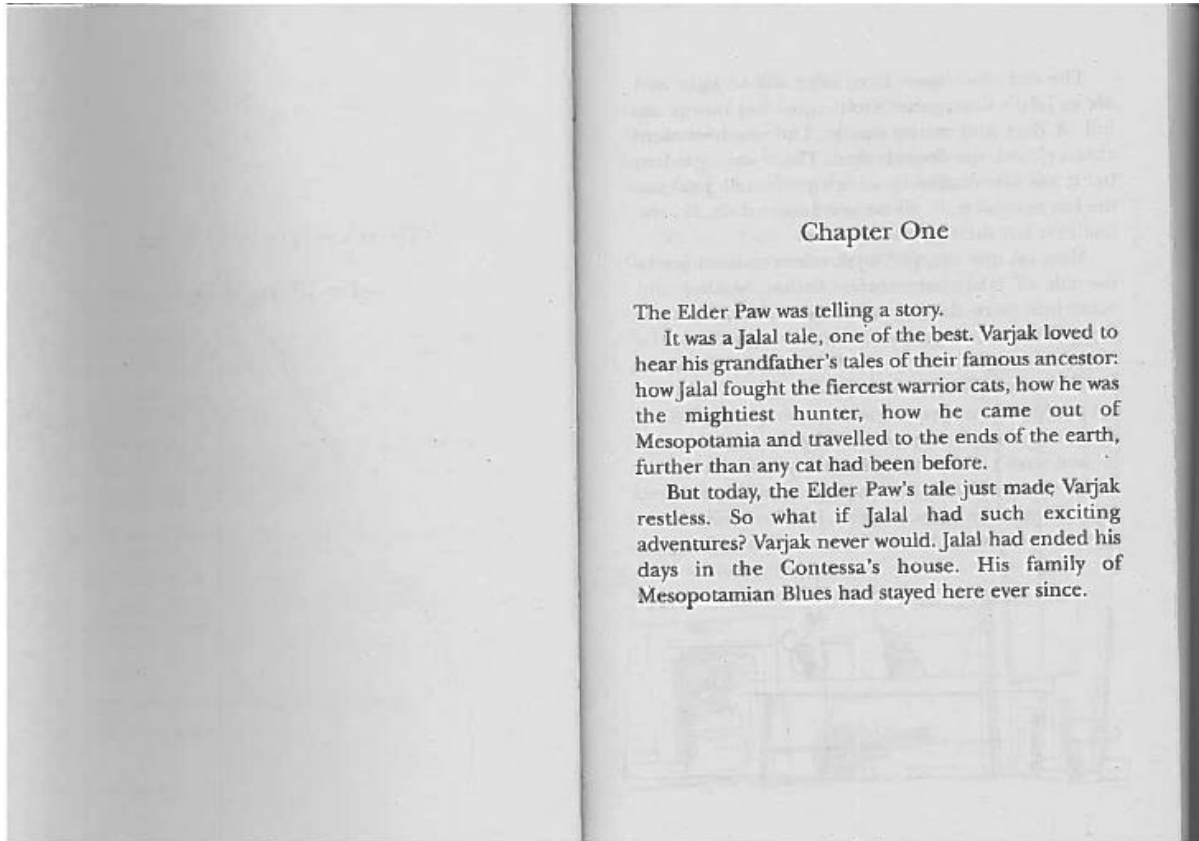 Chapter One
The Elder Paw was telling a story.
It was a Jalal tale, one of the best. Varjak loved to
hear his grandfather's tales of their famous ancestor:
how Jalal fought the fiercest warrior cats, how he was
the mightiest hunter, how he came out of
Mesopotamia and travelled to the ends of the earth,
further than any cat had been before.
But today, the Elder Paw's tale just made Varjak
restless. So what if Jalal had such exciting
adventures? Varjak never would. Jalal had ended his
days in the Contessa's house. His family of
Mesopotamian Blues had stayed here ever since.